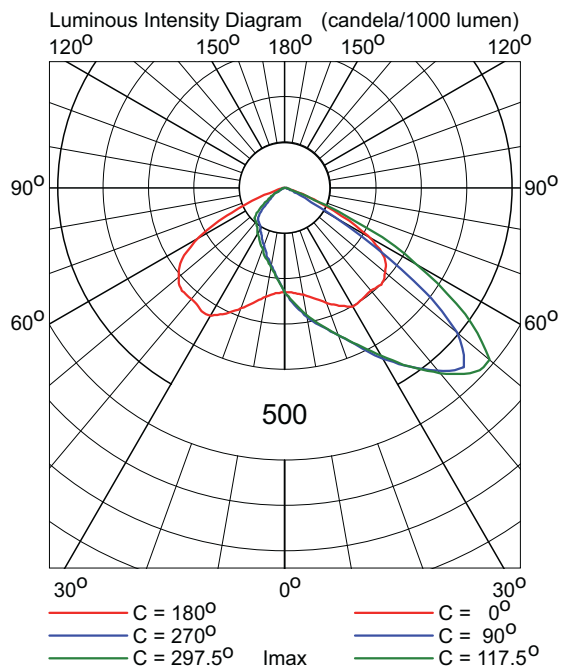 Luminous Intensity Diagram (candela/1000 lumen)
120° 150° 180° 150° 120°
90° 90°
60° 60°
500
30° 0° 30°
C = 180° C = 0°
C = 270° C = 90°
C = 297.5° Imax C = 117.5°